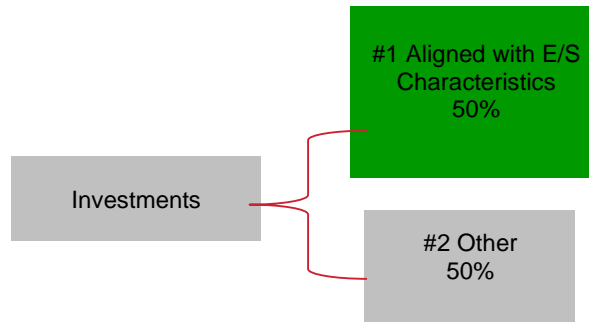 #1 Aligned with E/S
Characteristics
50%
Investments
#2 Other
50%